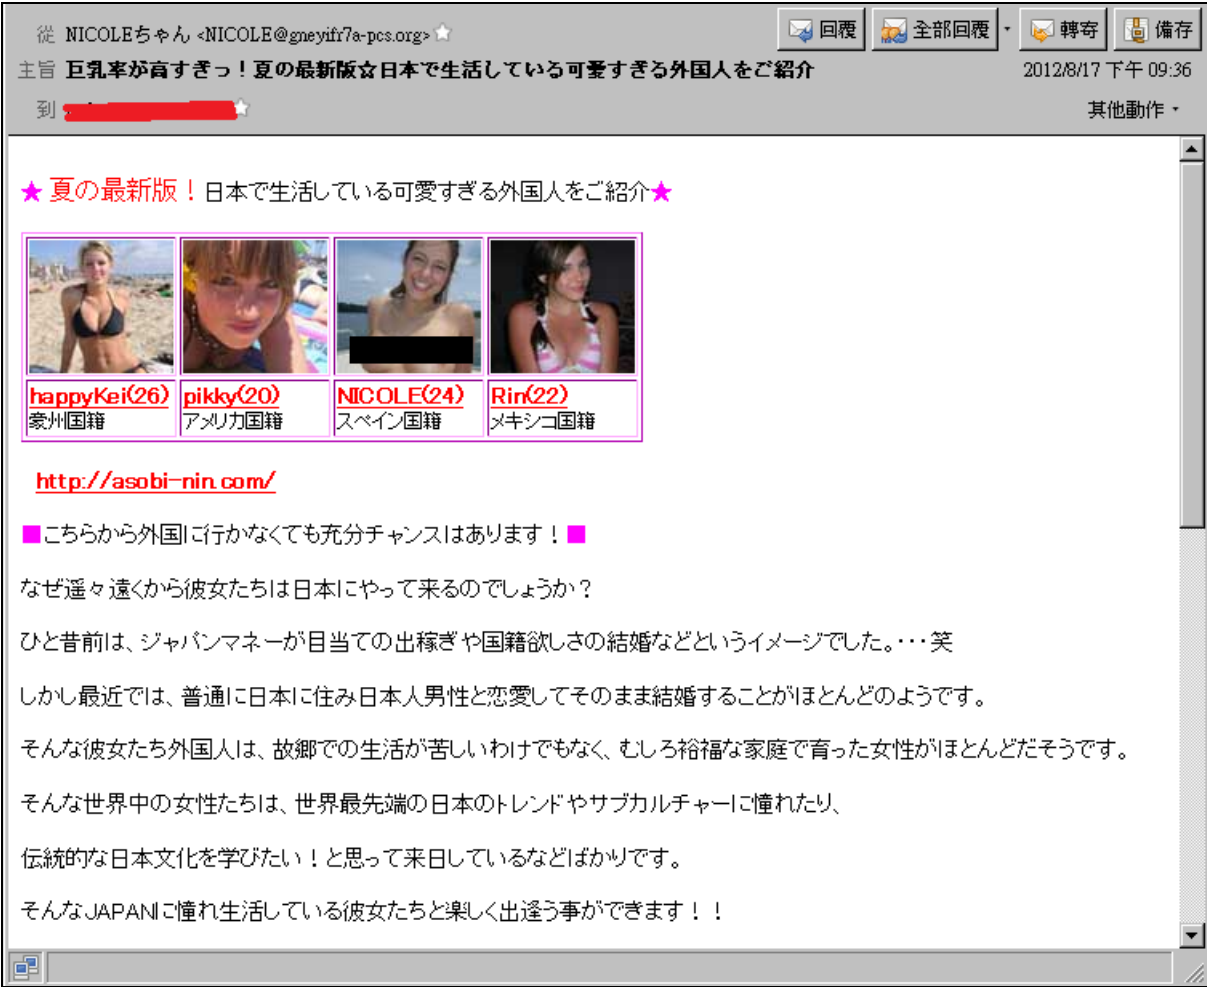 從 NICOLEちゃん <NICOLE@gneyifr7a-pcs.org>
回覆 全部回覆 轉寄 備存
主旨 巨乳率が高すぎっ！夏の最新版☆日本で生活している可愛すぎる外国人をご紹介
2012/8/17 下午 09:36
到
其他動作
★ 夏の最新版！日本で生活している可愛すぎる外国人をご紹介★
happyKei(26) pikky(20) NICOLE(24) Rin(22)
豪州国籍 アメリカ国籍 スペイン国籍 メキシコ国籍
http://asobi-nin.com/
■こちらから外国に行かなくても充分チャンスはあります！■
なぜ遥々遠くから彼女たちは日本にやって来るのでしょうか？
ひと昔前は、ジャパンマネーが目当ての出稼ぎや国籍欲しさの結婚などというイメージでした。・・・笑
しかし最近では、普通に日本に住み日本人男性と恋愛してそのまま結婚することがほとんどのようです。
そんな彼女たち外国人は、故郷での生活が苦しいわけでもなく、むしろ裕福な家庭で育った女性がほとんどだそうです。
そんな世界中の女性たちは、世界最先端の日本のトレンドやサブカルチャーに憧れたり、
伝統的な日本文化を学びたい！と思って来日しているなどばかりです。
そんなJAPANに憧れ生活している彼女たちと楽しく出逢う事ができます！！